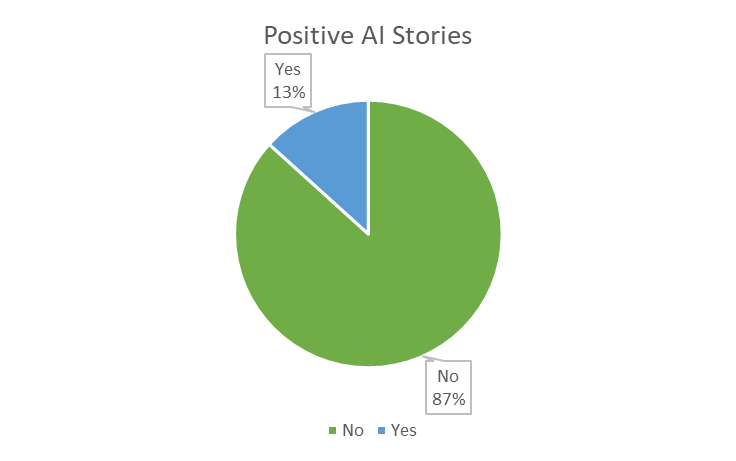 Positive AI Stories
Yes
13%
No
87%
No Yes